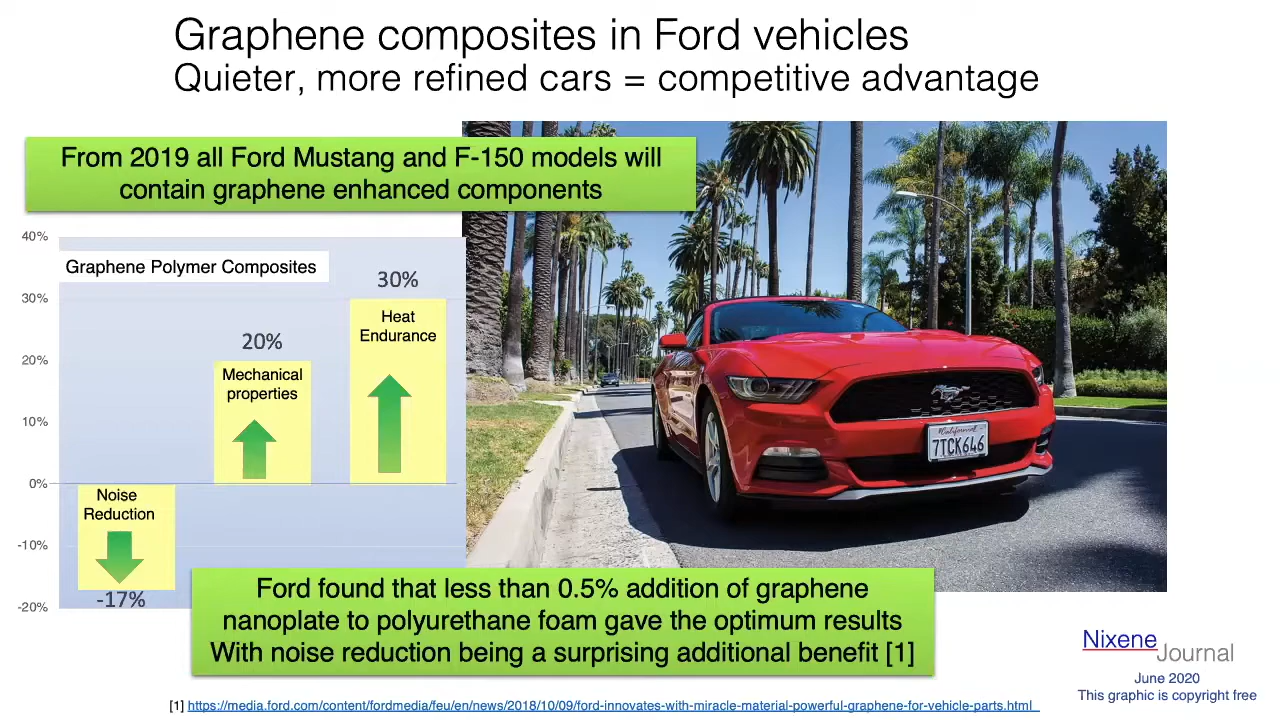 Graphene composites in Ford vehicles
Quieter, more refined cars = competitive advantage
From 2019 all Ford Mustang and F-150 models will
contain graphene enhanced components
40%
30%
20%
10%
0%
-10%
-20%
Graphene Polymer Composites
30%
Heat
Endurance
20%
Mechanical
properties
Noise
Reduction
-17%
California
7TCK646
Ford found that less than 0.5% addition of graphene
nanoplate to polyurethane foam gave the optimum results
With noise reduction being a surprising additional benefit [1]
Nixene
Journal
June 2020
This graphic is copyright free
[1] https://media.ford.com/content/fordmedia/feu/en/news/2018/10/09/ford-innovates-with-miracle-material-powerful-graphene-for-vehicle-parts.html